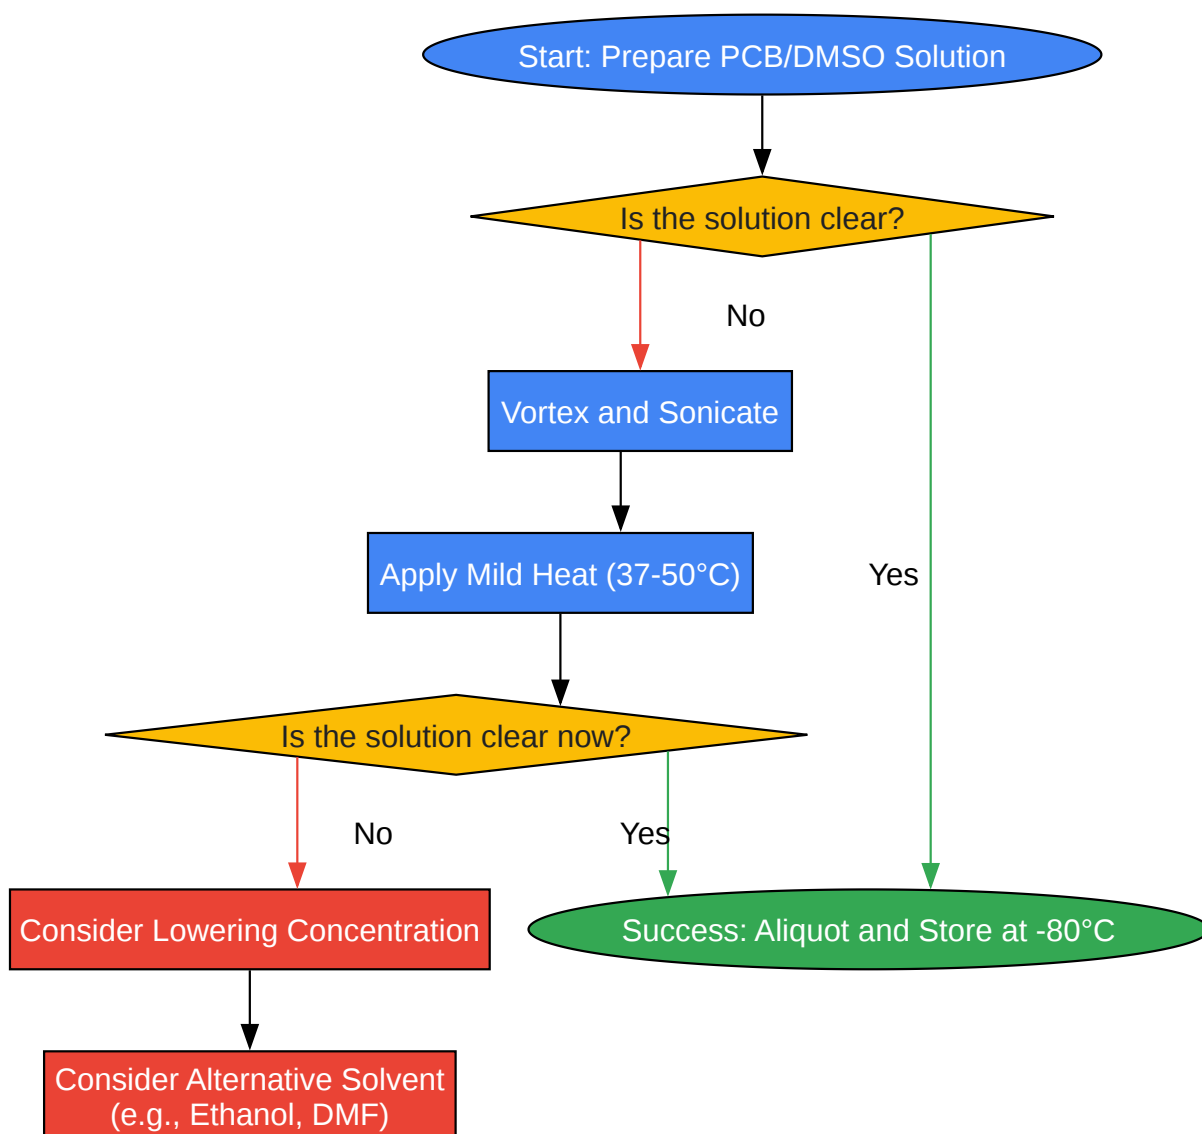 Start: Prepare PCB/DMSO Solution
Is the solution clear?
No
Vortex and Sonicate
Apply Mild Heat (37-50°C)
Yes
Is the solution clear now?
No
Yes
Consider Lowering Concentration
Success: Aliquot and Store at -80°C
Consider Alternative Solvent
(e.g., Ethanol, DMF)